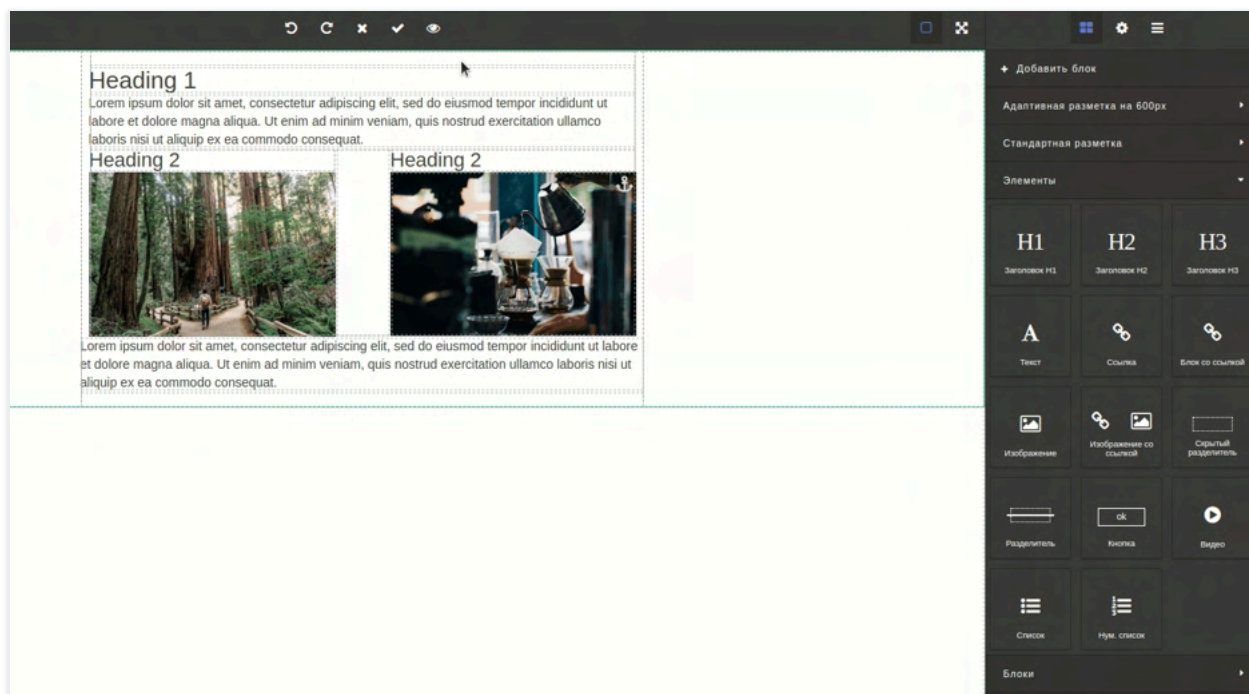 Добавить блок
Heading 1
Lorem ipsum dolor sit amet, consectetur adipiscing elit, sed do eiusmod tempor incididunt ut
labore et dolore magna aliqua. Ut enim ad minim veniam, quis nostrud exercitation ullamco
laboris nisi ut aliquip ex ea commodo consequat.
Heading 2
Heading 2
Lorem ipsum dolor sit amet, consectetur adipiscing elit, sed do eiusmod tempor incididunt ut labore
et dolore magna aliqua. Ut enim ad minim veniam, quis nostrud exercitation ullamco laboris nisi ut
aliquip ex ea commodo consequat.
Адаптивная разметка на 600px
Стандартная разметка
Элементы
H1
H2
H3
Заголовок H1
Заголовок H2
Заголовок H3
A
Текст
Ссылка
Блок со ссылкой
Изображение
Изображение со
ссылкой
Скрытый
разделитель
ok
Разделитель
Кнопка
Видео
Список
Нум. список
Блоки